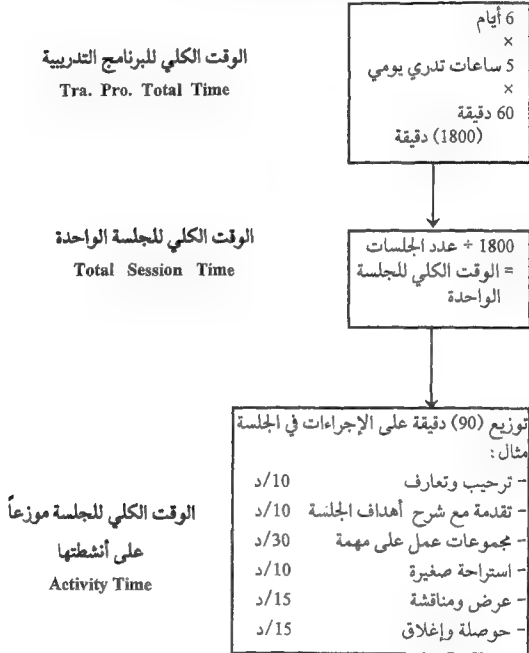 6 أيام
×
5 ساعات تدري يومي
×
60 دقيقة
(1800) دقيقة
الوقت الكلي للبرنامج التدريبية
Tra. Pro. Total Time
1800 ÷ عدد الجلسات
= الوقت الكلي للجلسة
الواحدة
الوقت الكلي للجلسة الواحدة
Total Session Time
توزيع (90) دقيقة على الإجراءات في الجلسة
مثال:
- ترحيب وتعارف 10/د
- تقدمة مع شرح أهداف الجلسة 10/د
- مجموعات عمل على مهمة 30/د
- استراحة صغيرة 10/د
- عرض ومناقشة 15/د
- حوصلة وإغلاق 15/د
الوقت الكلي للجلسة موزعاً
على أنشطتها
Activity Time